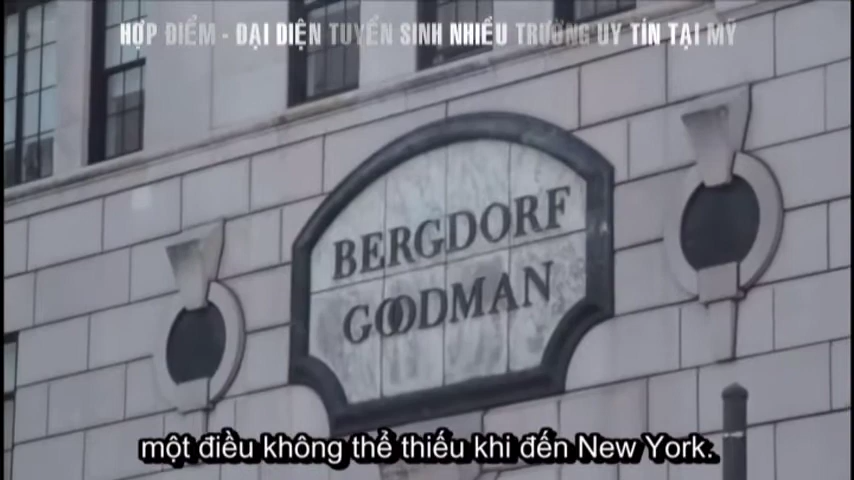 HỢP ĐIỂM - ĐẠI DIỆN TUYỂN SINH NHIỀU TRƯỜNG UY TÍN TẠI MỸ
BERGDORF
GOODMAN
một điều không thể thiếu khi đến New York.